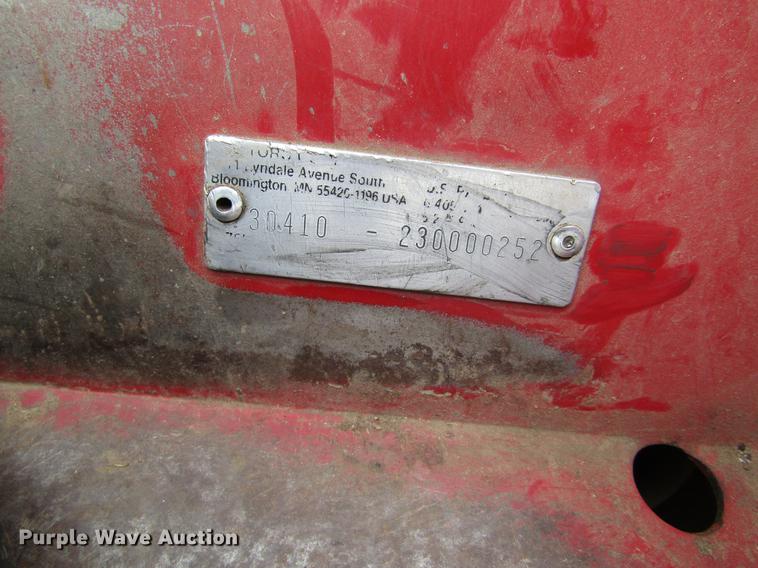 Lyndale Avenue South
Bloomington, MN 55420-1196 USA
30410 - 230000252
Purple Wave Auction